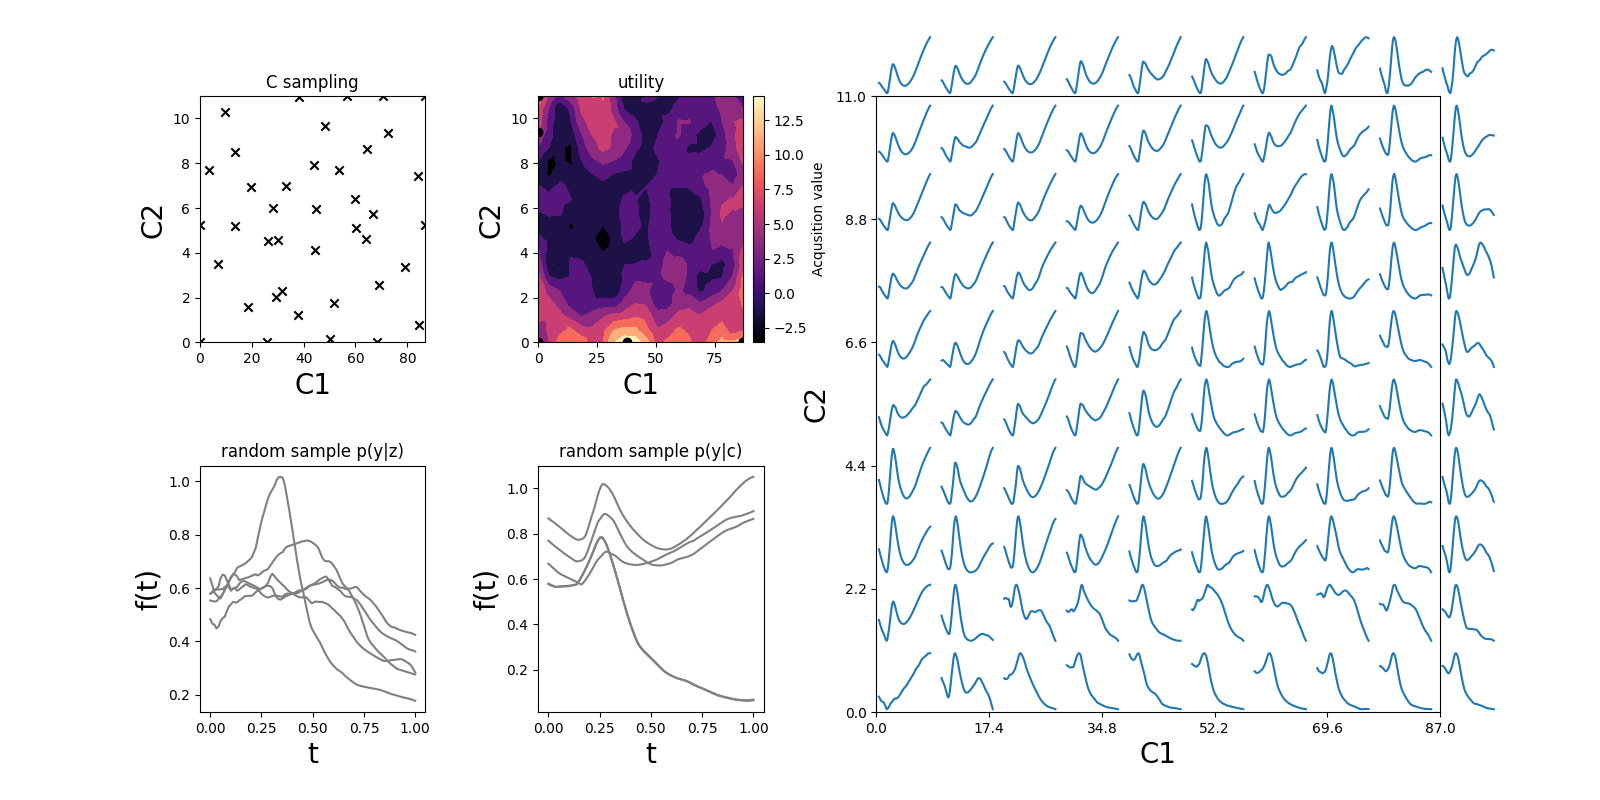 C sampling
10
8
6
4
2
0
C2
0 20 40 60 80
C1
utility
10
8
6
4
2
0
C2
0 25 50 75
C1
12.5
10.0
7.5
5.0
2.5
0.0
−2.5
Acqusition value
random sample p(y|z)
1.0
0.8
0.6
0.4
0.2
f(t)
0.00 0.25 0.50 0.75 1.00
t
random sample p(y|c)
1.0
0.8
0.6
0.4
0.2
f(t)
0.00 0.25 0.50 0.75 1.00
t
11.0
8.8
6.6
4.4
2.2
0.0
C2
0.0 17.4 34.8 52.2 69.6 87.0
C1